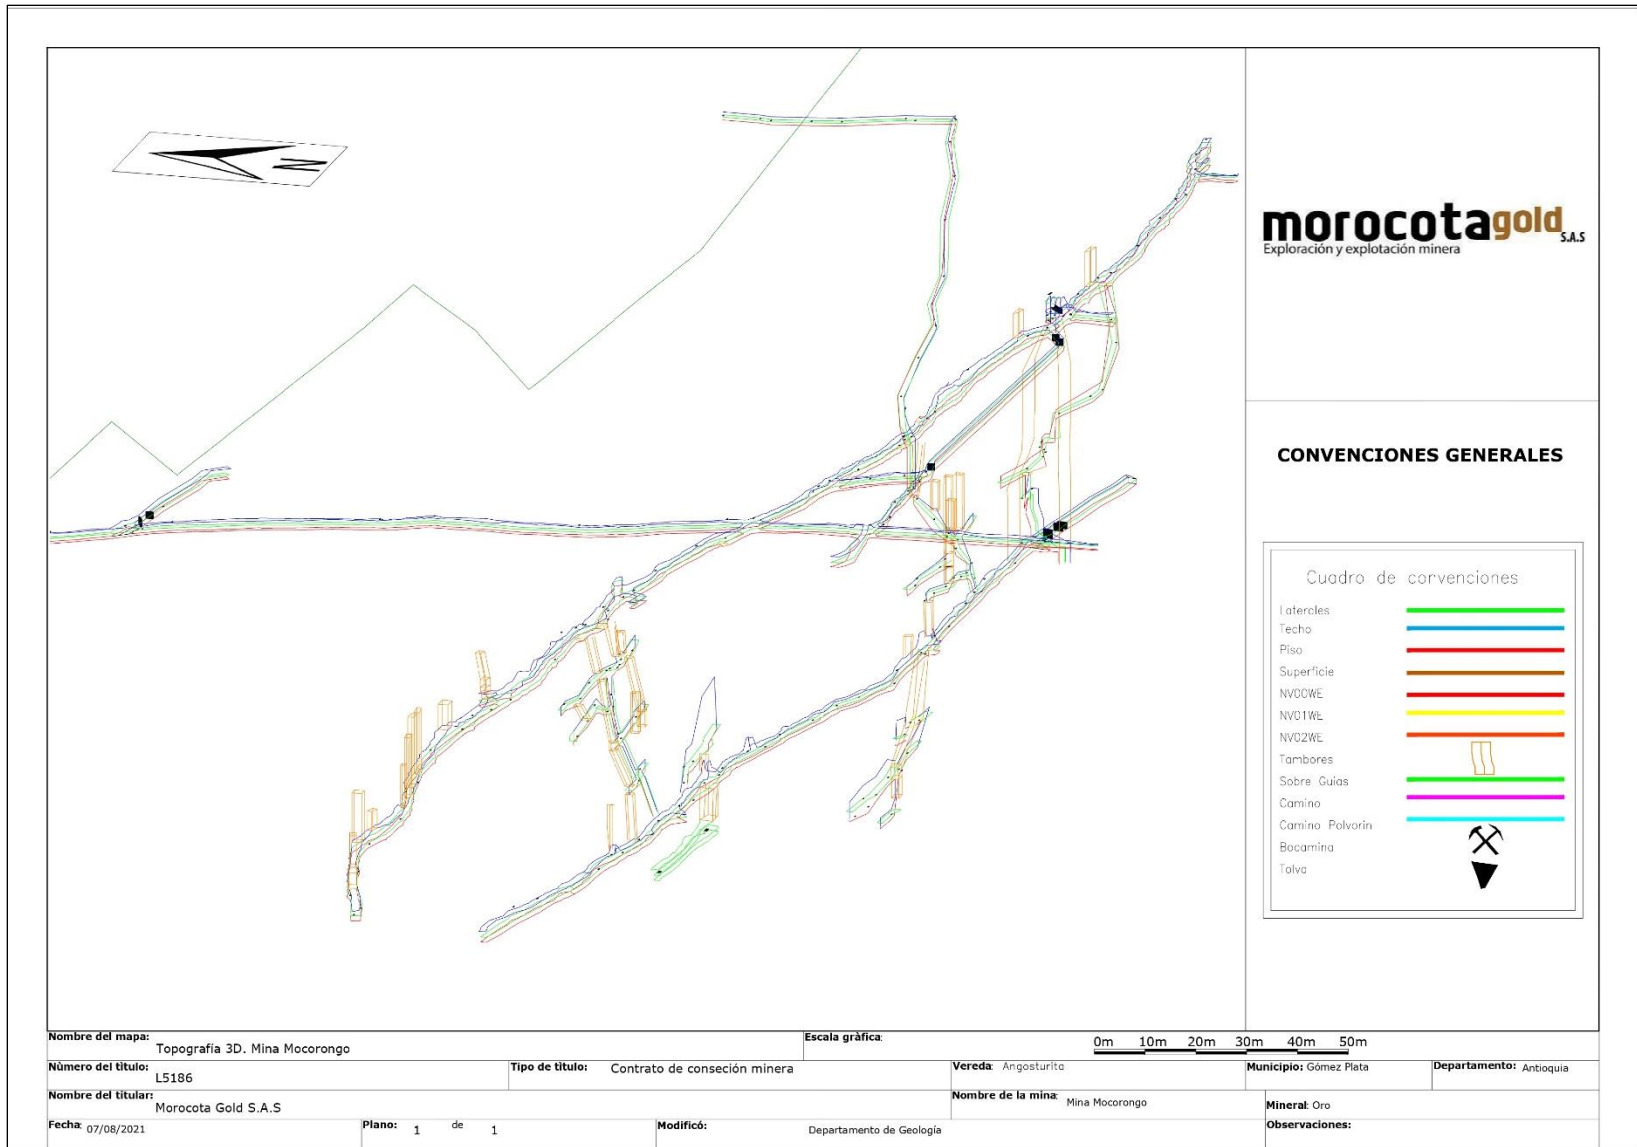 N
morocotagold S.A.S
Exploración y explotación minera
CONVENCIONES GENERALES
Cuadro de convenciones
Laterales
Techo
Piso
Superficie
NV00WE
NV01WE
NV02WE
Tambores
Sobre Guias
Camino
Camino Polvorin
Bocamina
Tolva
Nombre del mapa: Topografía 3D. Mina Mocorongo
Escala gràfica: 0m 10m 20m 30m 40m 50m
Nùmero del tìtulo: L5186
Tipo de tìtulo: Contrato de conseción minera
Vereda: Angosturita
Municipio: Gómez Plata
Departamento: Antioquia
Nombre del titular: Morocota Gold S.A.S
Nombre de la mina: Mina Mocorongo
Mineral: Oro
Fecha: 07/08/2021
Plano: 1 de 1
Modificó: Departamento de Geología
Observaciones: